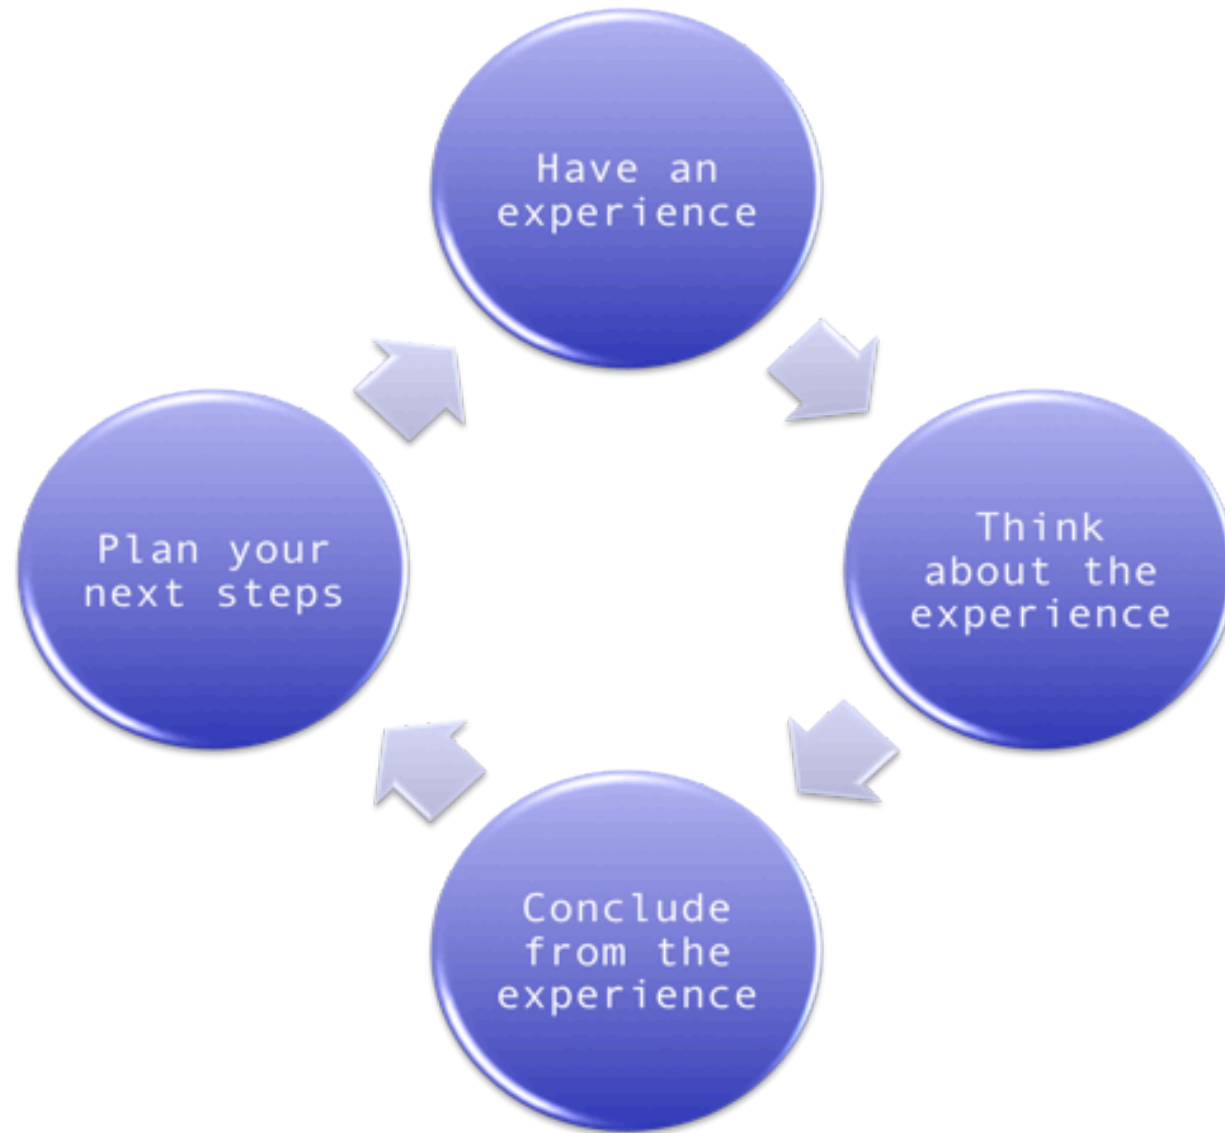 Have an
experience
Think
about the
experience
Conclude
from the
experience
Plan your
next steps